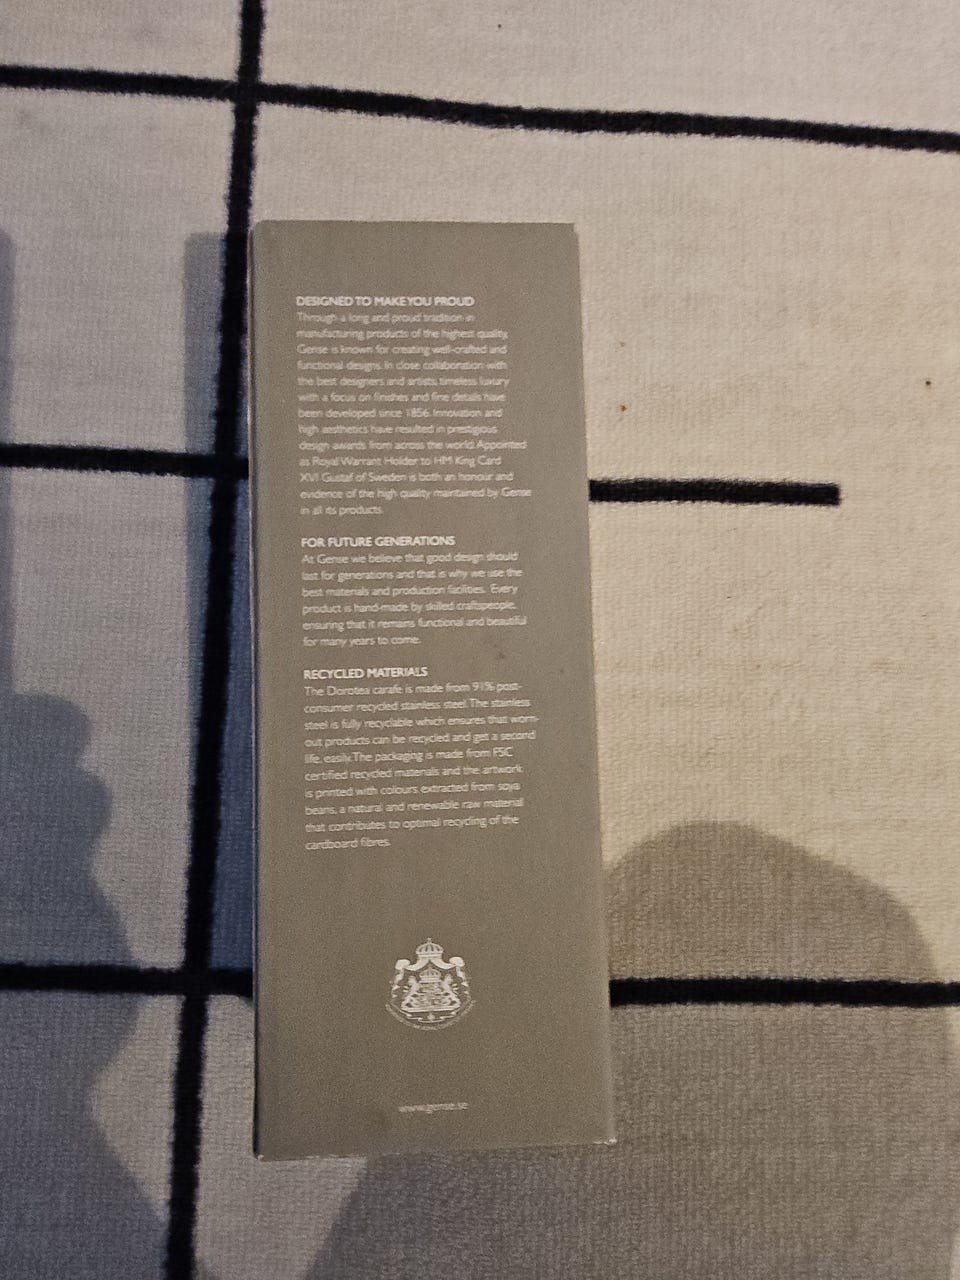 DESIGNED TO MAKE YOU PROUD
Through a long and proud tradition in
manufacturing products of the highest quality,
Gense is known for creating well-crafted and
functional designs. In close collaboration with
the best designers and artists, timeless luxury
with a focus on finishes and fine details have
been developed since 1856. Innovation and
high aesthetics have resulted in prestigious
design awards from across the world. Appointed
as Royal Warrant Holder to HM King Carl
XVI Gustaf of Sweden is both an honour and
evidence of the high quality maintained by Gense
in all its products.
FOR FUTURE GENERATIONS
At Gense we believe that good design should
last for generations and that is why we use the
best materials and production facilities. Every
product is hand-made by skilled craftspeople,
ensuring that it remains functional and beautiful
for many years to come.
RECYCLED MATERIALS
The Dorotea carafe is made from 91% post-
consumer recycled stainless steel. The stainless
steel is fully recyclable which ensures that worn-
out products can be recycled and get a second
life, easily. The packaging is made from FSC
certified recycled materials and the artwork
is printed with colours extracted from soya
beans, a natural and renewable raw material
that contributes to optimal recycling of the
cardboard fibres.
www.gense.se